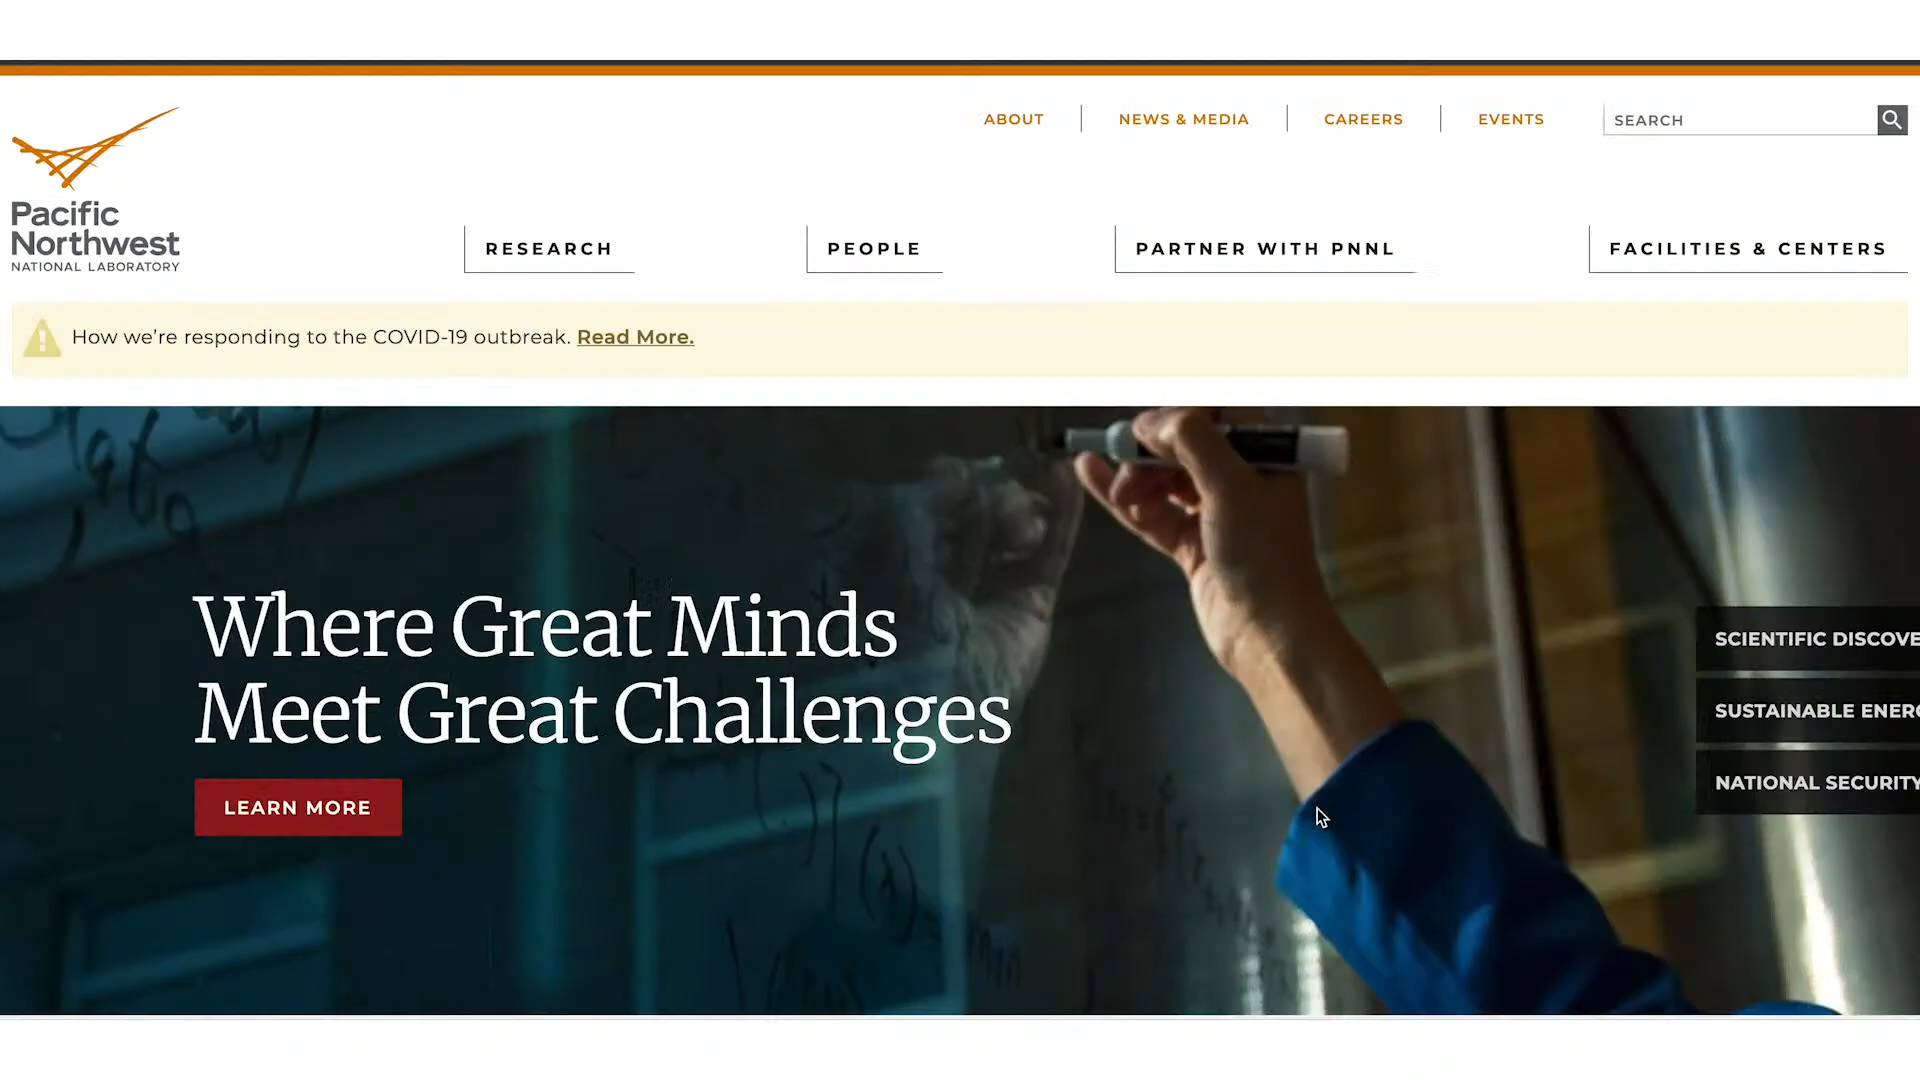 ABOUT
NEWS & MEDIA
CAREERS
EVENTS
SEARCH
Pacific
Northwest
NATIONAL LABORATORY
RESEARCH
PEOPLE
PARTNER WITH PNNL
FACILITIES & CENTERS
How we're responding to the COVID-19 outbreak. Read More.
Where Great Minds
Meet Great Challenges
LEARN MORE
SCIENTIFIC DISCOVE
SUSTAINABLE ENERG
NATIONAL SECURITY